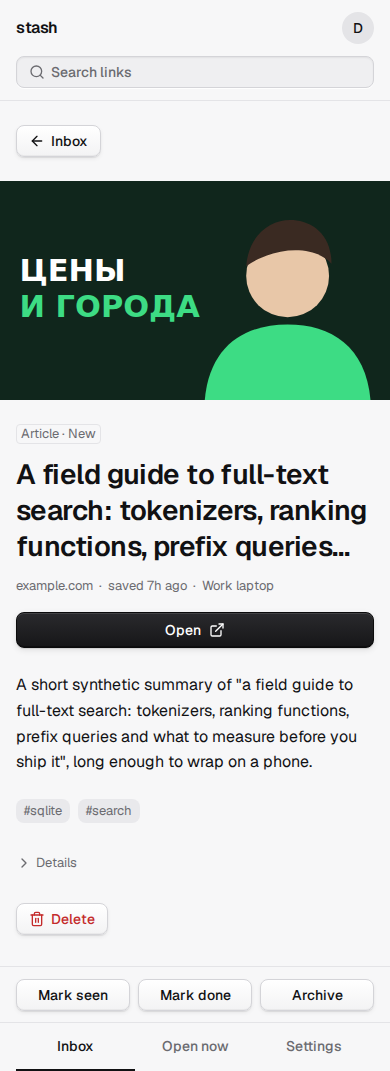 stash
D
Search links
Inbox
ЦЕНЫ
И ГОРОДА
Article · New
A field guide to full-text
search: tokenizers, ranking
functions, prefix queries...
example.com · saved 7h ago · Work laptop
Open
A short synthetic summary of "a field guide to
full-text search: tokenizers, ranking functions,
prefix queries and what to measure before you
ship it", long enough to wrap on a phone.
#sqlite #search
Details
Delete
Mark seen Mark done Archive
Inbox Open now Settings